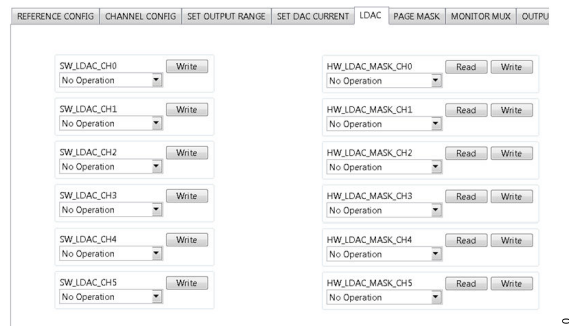 REFERENCE CONFIG CHANNEL CONFIG SET OUTPUT RANGE SET DAC CURRENT LDAC PAGE MASK MONITOR MUX OUTPU
SW_LDAC_CH0 Write
No Operation
HW_LDAC_MASK_CH0 Read Write
No Operation
SW_LDAC_CH1 Write
No Operation
HW_LDAC_MASK_CH1 Read Write
No Operation
SW_LDAC_CH2 Write
No Operation
HW_LDAC_MASK_CH2 Read Write
No Operation
SW_LDAC_CH3 Write
No Operation
HW_LDAC_MASK_CH3 Read Write
No Operation
SW_LDAC_CH4 Write
No Operation
HW_LDAC_MASK_CH4 Read Write
No Operation
SW_LDAC_CH5 Write
No Operation
HW_LDAC_MASK_CH5 Read Write
No Operation